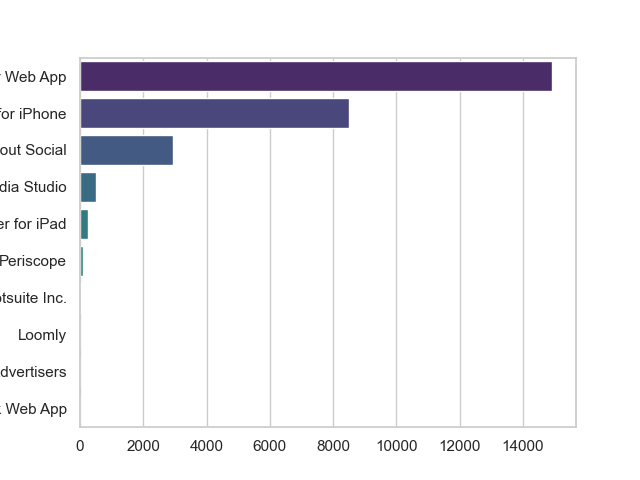 Web App
for iPhone
out Social
dia Studio
er for iPad
Periscope
otsuite Inc.
Loomly
dvertisers
Web App
0 2000 4000 6000 8000 10000 12000 14000